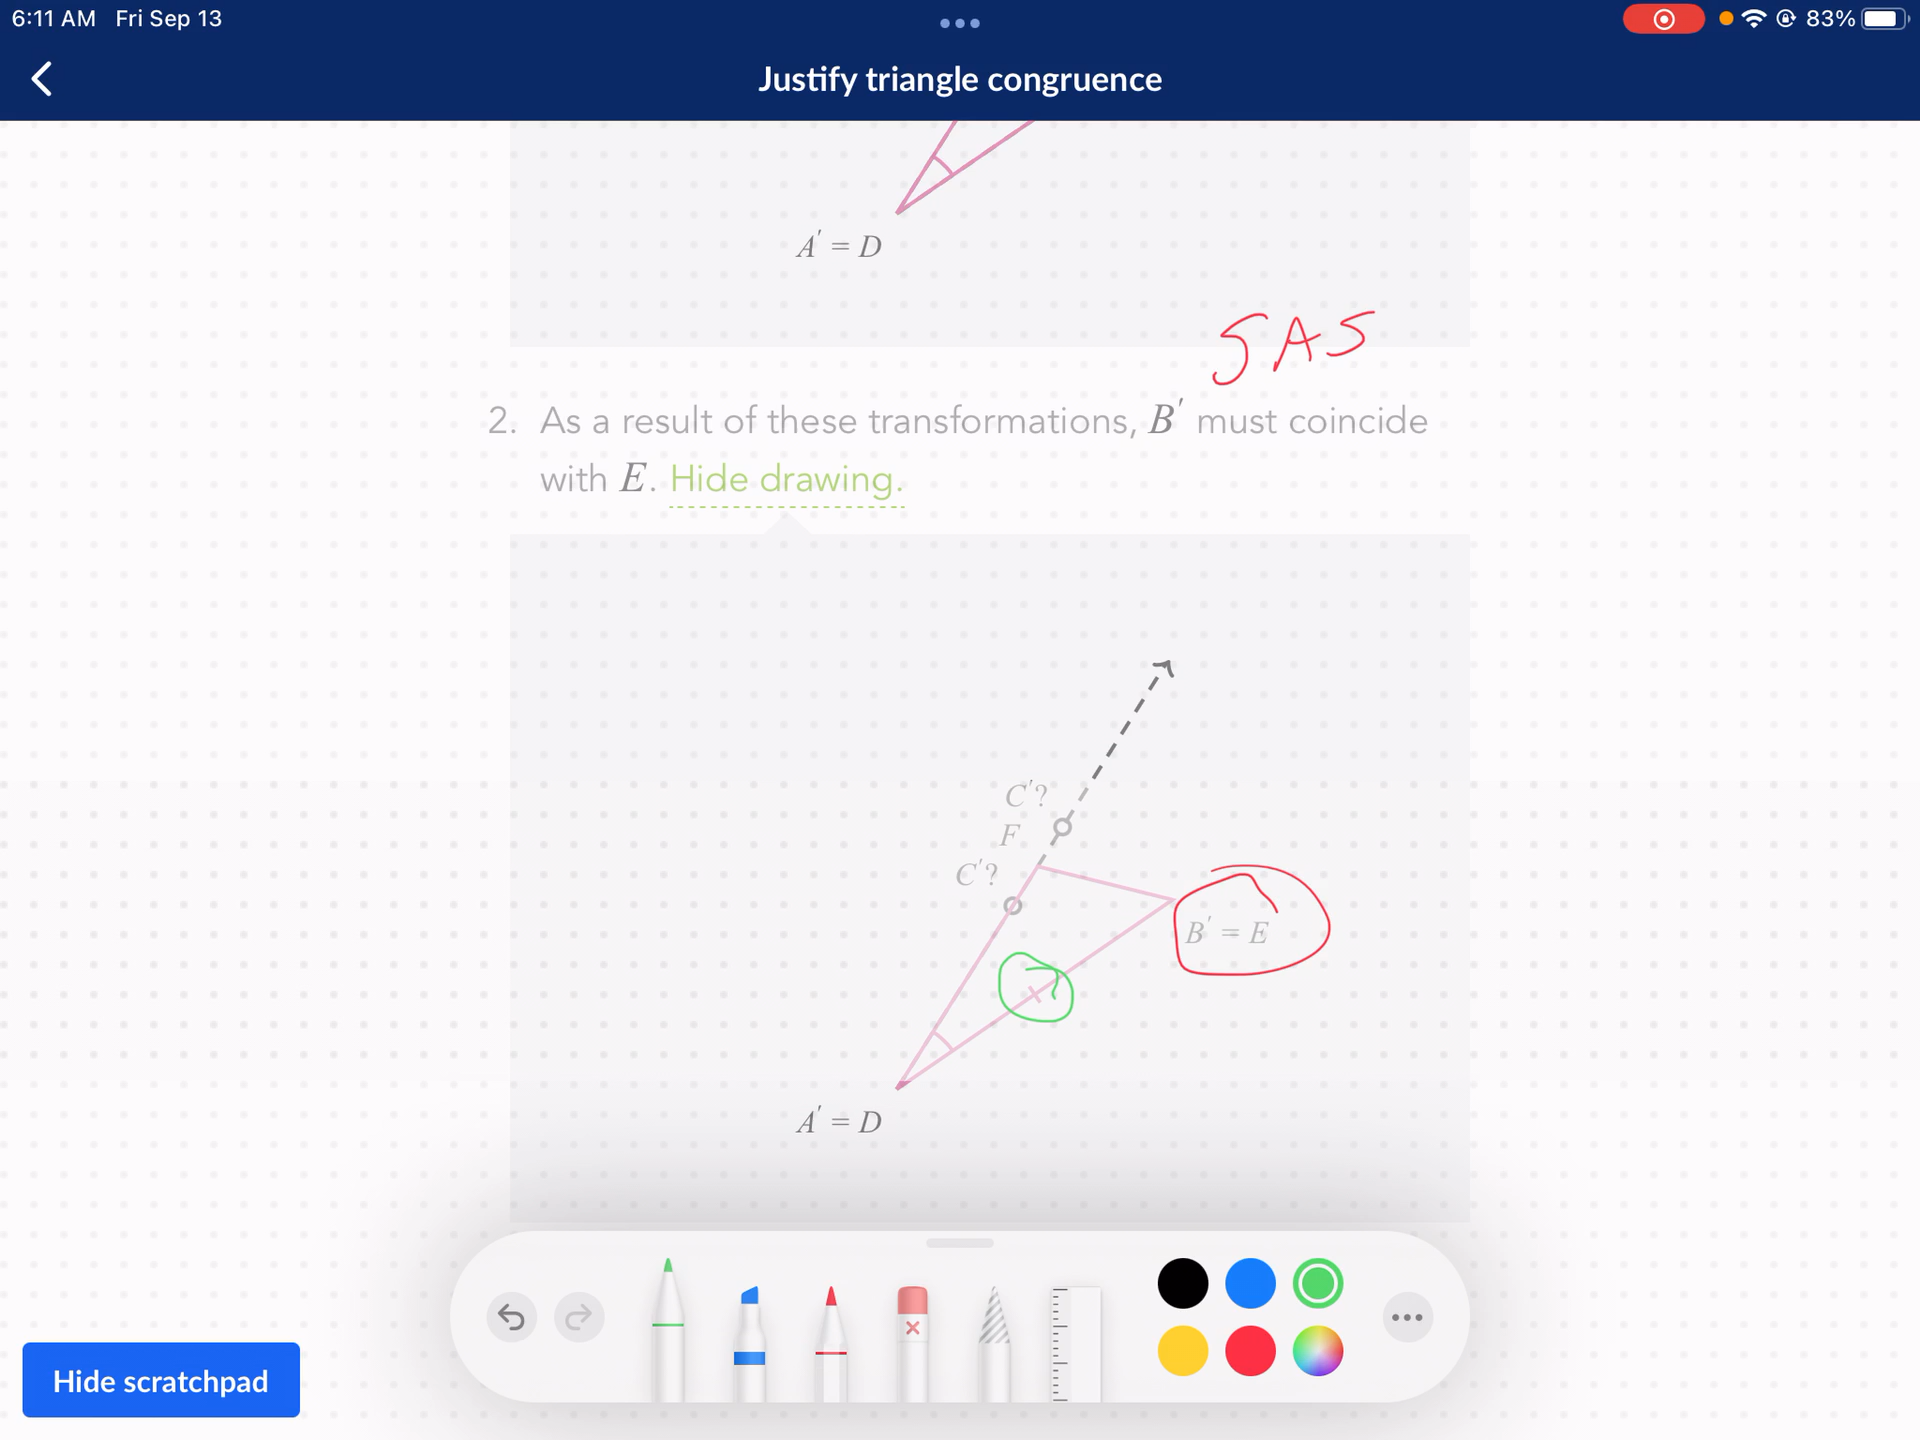 6:11 AM Fri Sep 13
83%
Justify triangle congruence
A′ = D
SAS
2. As a result of these transformations, B′ must coincide
with E. Hide drawing.
C′?
F
C′?
B′ = E
A′ = D
Hide scratchpad